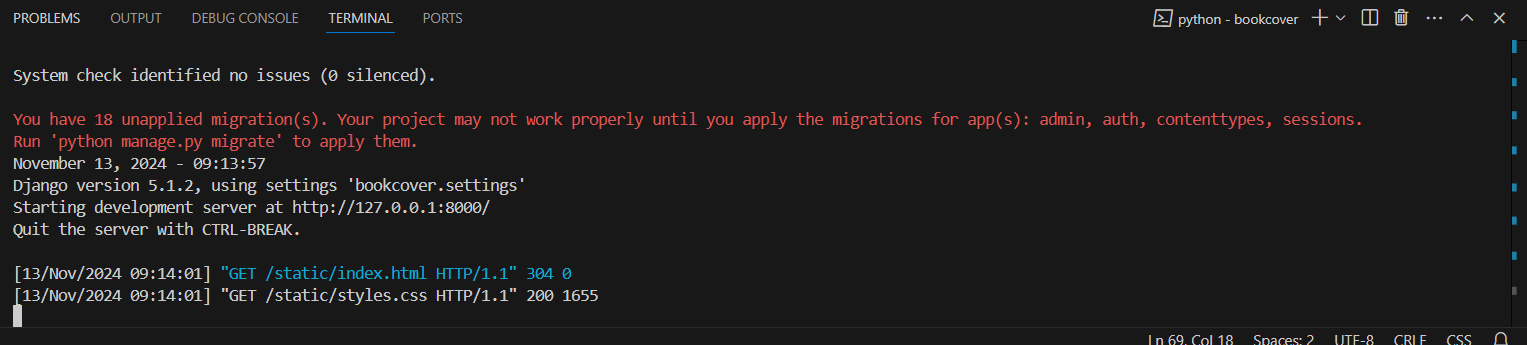 PROBLEMS OUTPUT DEBUG CONSOLE TERMINAL PORTS python - bookcover
System check identified no issues (0 silenced).
You have 18 unapplied migration(s). Your project may not work properly until you apply the migrations for app(s): admin, auth, contenttypes, sessions.
Run 'python manage.py migrate' to apply them.
November 13, 2024 - 09:13:57
Django version 5.1.2, using settings 'bookcover.settings'
Starting development server at http://127.0.0.1:8000/
Quit the server with CTRL-BREAK.
[13/Nov/2024 09:14:01] "GET /static/index.html HTTP/1.1" 304 0
[13/Nov/2024 09:14:01] "GET /static/styles.css HTTP/1.1" 200 1655
Ln 69, Col 18 Spaces: 2 UTF-8 CRLF CSS